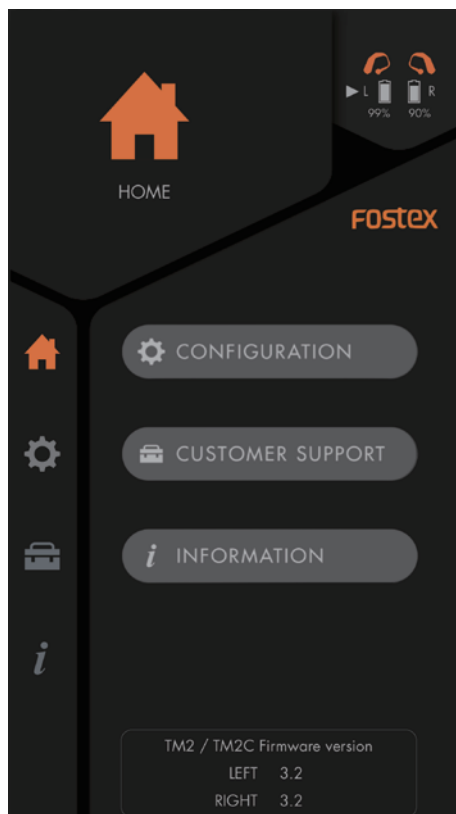 HOME
L R
99% 90%
FOSTEX
CONFIGURATION
CUSTOMER SUPPORT
i INFORMATION
i
TM2 / TM2C Firmware version
LEFT 3.2
RIGHT 3.2